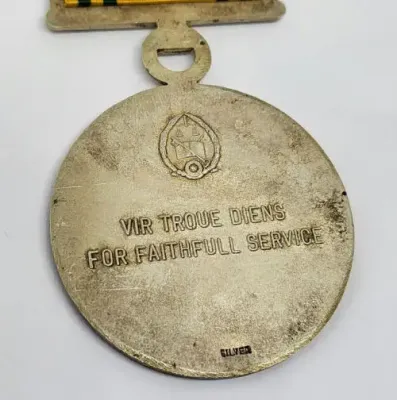 VIR TROUE DIENS
FOR FAITHFULL SERVICE
SILVER